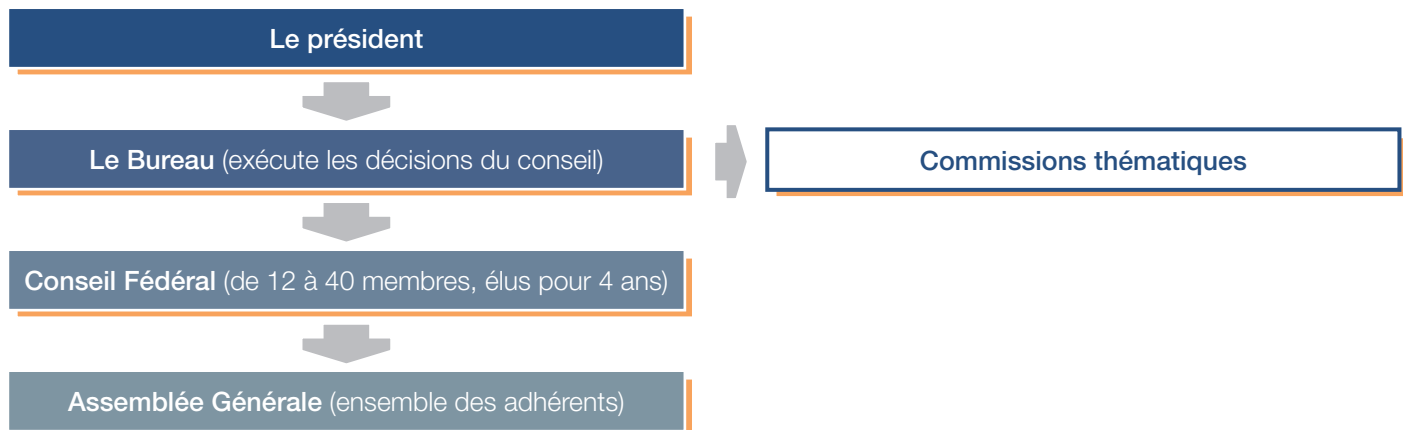 Le président
Le Bureau (exécute les décisions du conseil)
Commissions thématiques
Conseil Fédéral (de 12 à 40 membres, élus pour 4 ans)
Assemblée Générale (ensemble des adhérents)